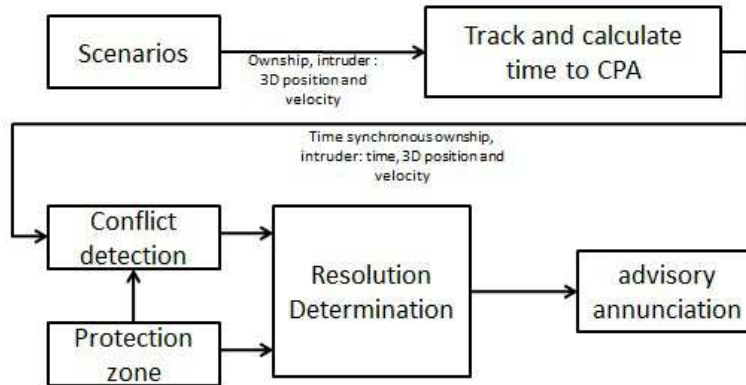 Scenarios
Ownship, intruder :
3D position and
velocity
Track and calculate
time to CPA
Time synchronous ownship,
intruder: time, 3D position and
velocity
Conflict
detection
Resolution
Determination
advisory
annunciation
Protection
zone